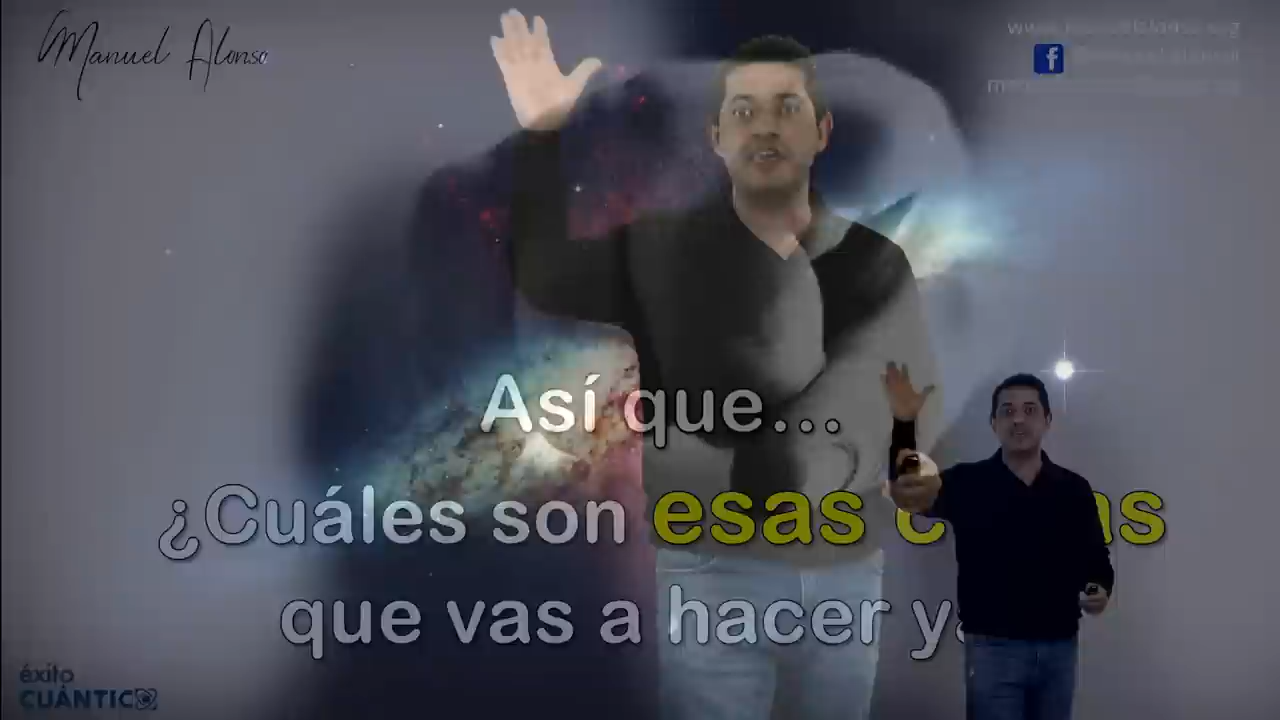 Manuel Alonso
Así que...
¿Cuáles son esas
que vas a hacer
éxito
CUÁNTICO